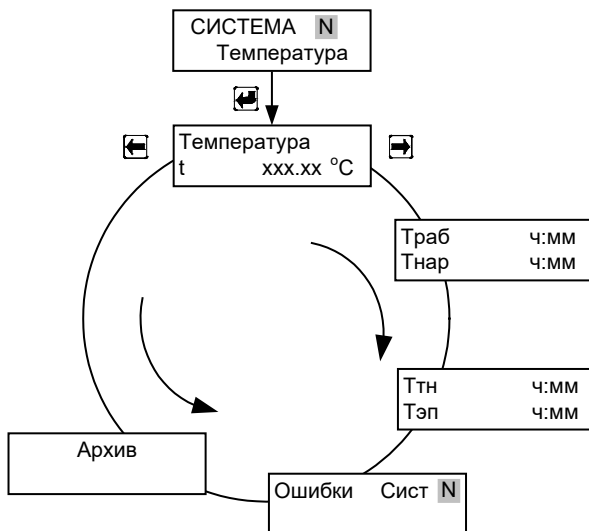 СИСТЕМА N
Температура
Температура
t xxx.xx °C
Траб ч:мм
Тнар ч:мм
Ттн ч:мм
Тэп ч:мм
Архив
Ошибки Сист N